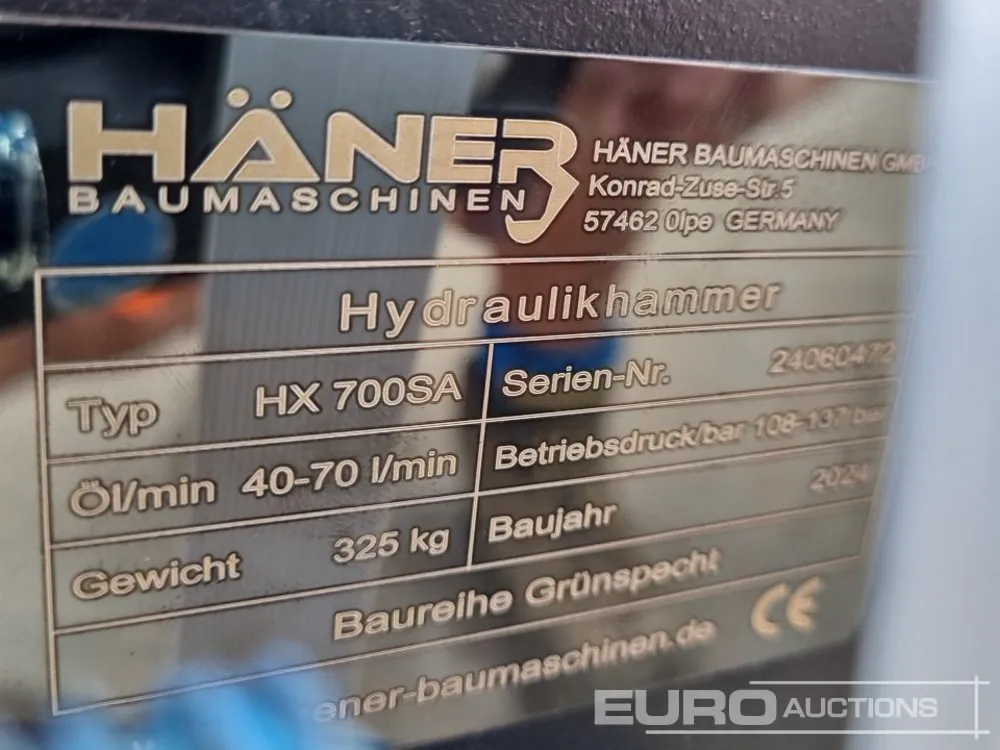 HÄNER
BAUMASCHINEN
HÄNER BAUMASCHINEN GMBH
Konrad-Zuse-Str.5
57462 Olpe GERMANY
Hydraulikhammer
Typ HX 700SA Serien-Nr. 24060472
Öl/min 40-70 l/min Betriebsdruck/bar 108-137 bar
Gewicht 325 kg Baujahr 2024
Baureihe Grünspecht
ener-baumaschinen.de CE
EURO AUCTIONS